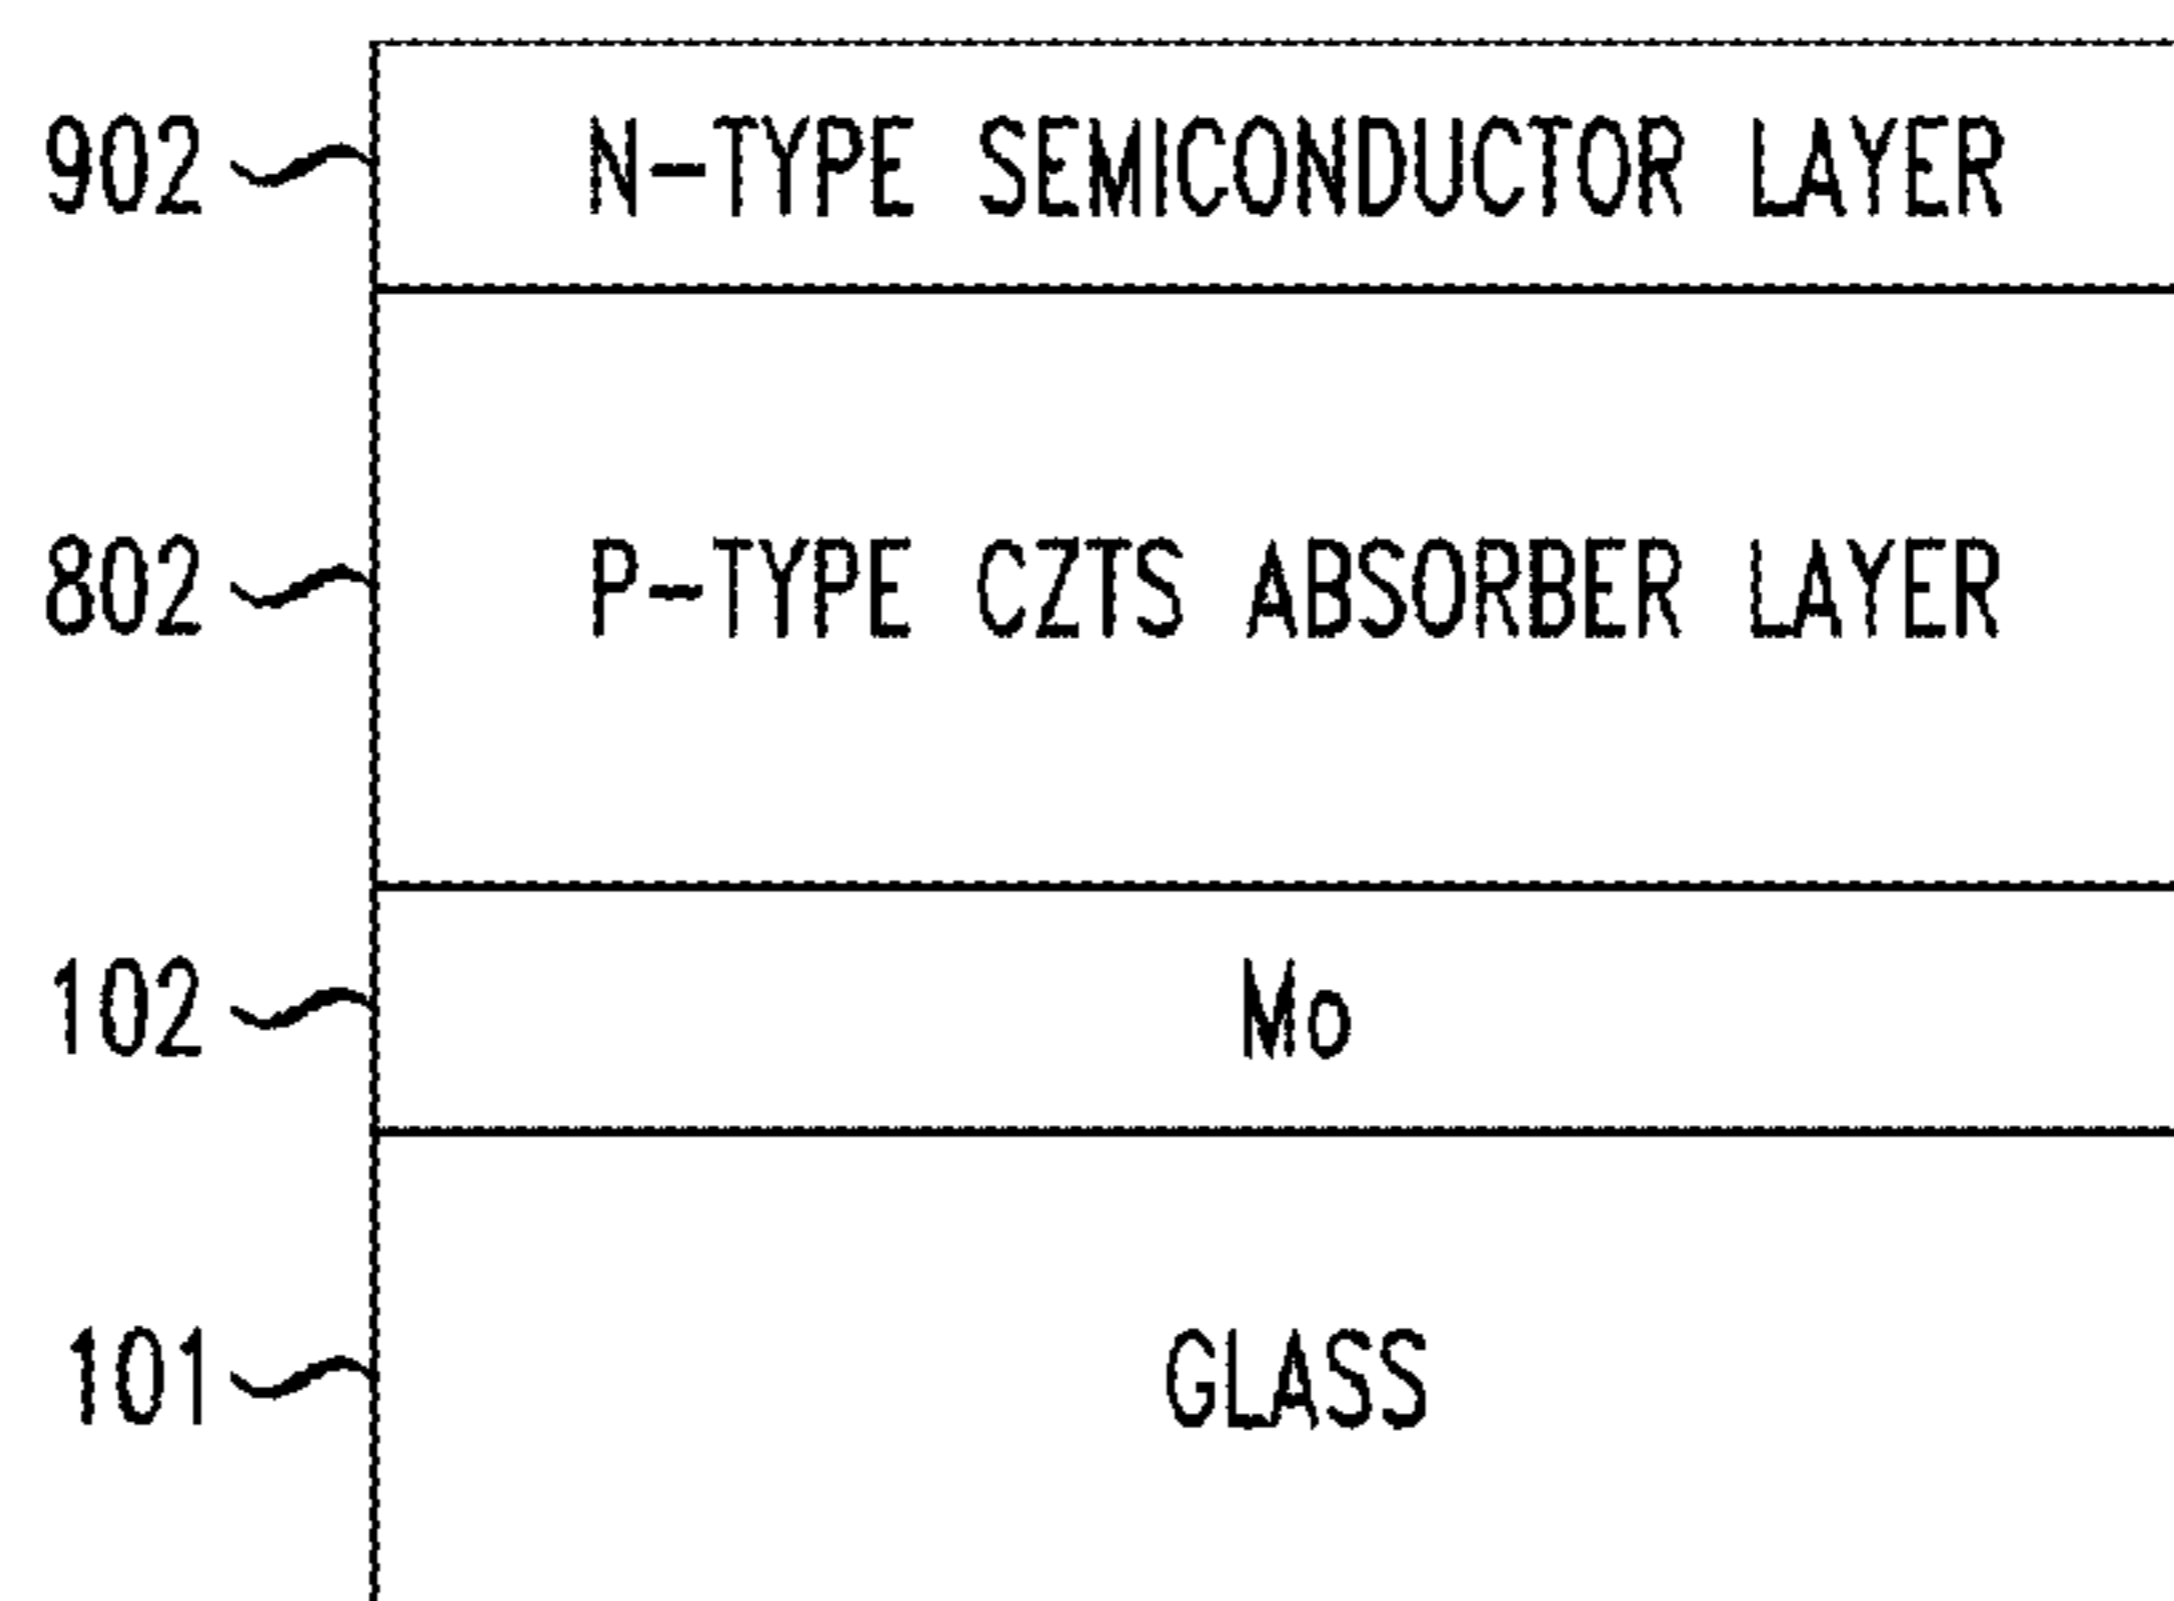 902 N-TYPE SEMICONDUCTOR LAYER
802 P-TYPE CZTS ABSORBER LAYER
102 Mo
101 GLASS